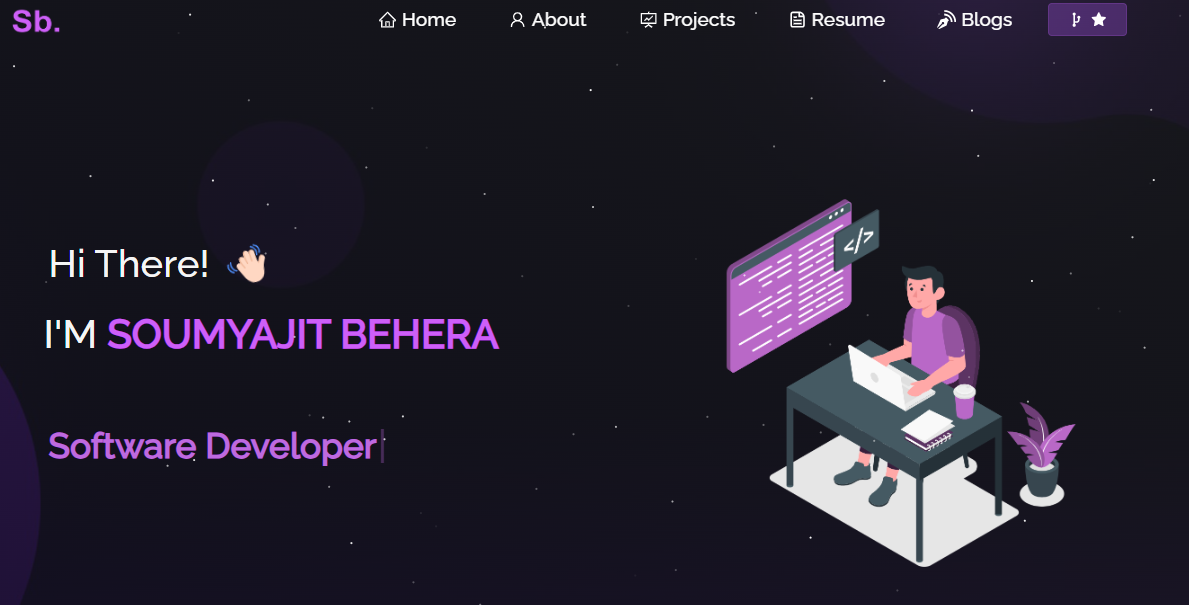 Sb.
Home About Projects Resume Blogs
</>
Hi There!
I'M SOUMYAJIT BEHERA
Software Developer